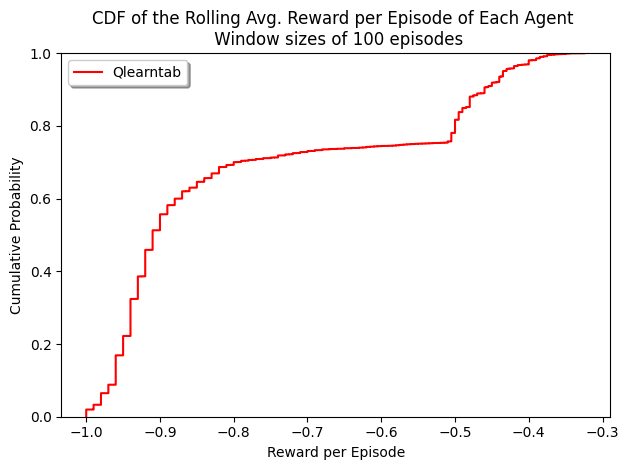 CDF of the Rolling Avg. Reward per Episode of Each Agent
Window sizes of 100 episodes
Qlearntab
1.0
0.8
0.6
0.4
0.2
0.0
Cumulative Probability
−1.0 −0.9 −0.8 −0.7 −0.6 −0.5 −0.4 −0.3
Reward per Episode